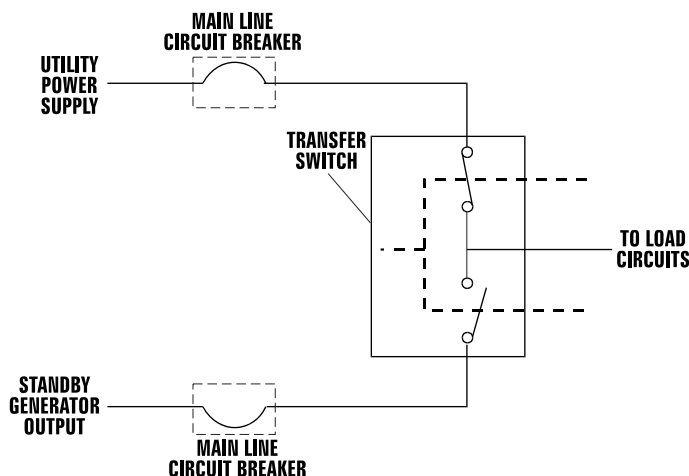 MAIN LINE
CIRCUIT BREAKER
UTILITY
POWER
SUPPLY
TRANSFER
SWITCH
TO LOAD
CIRCUITS
STANDBY
GENERATOR
OUTPUT
MAIN LINE
CIRCUIT BREAKER